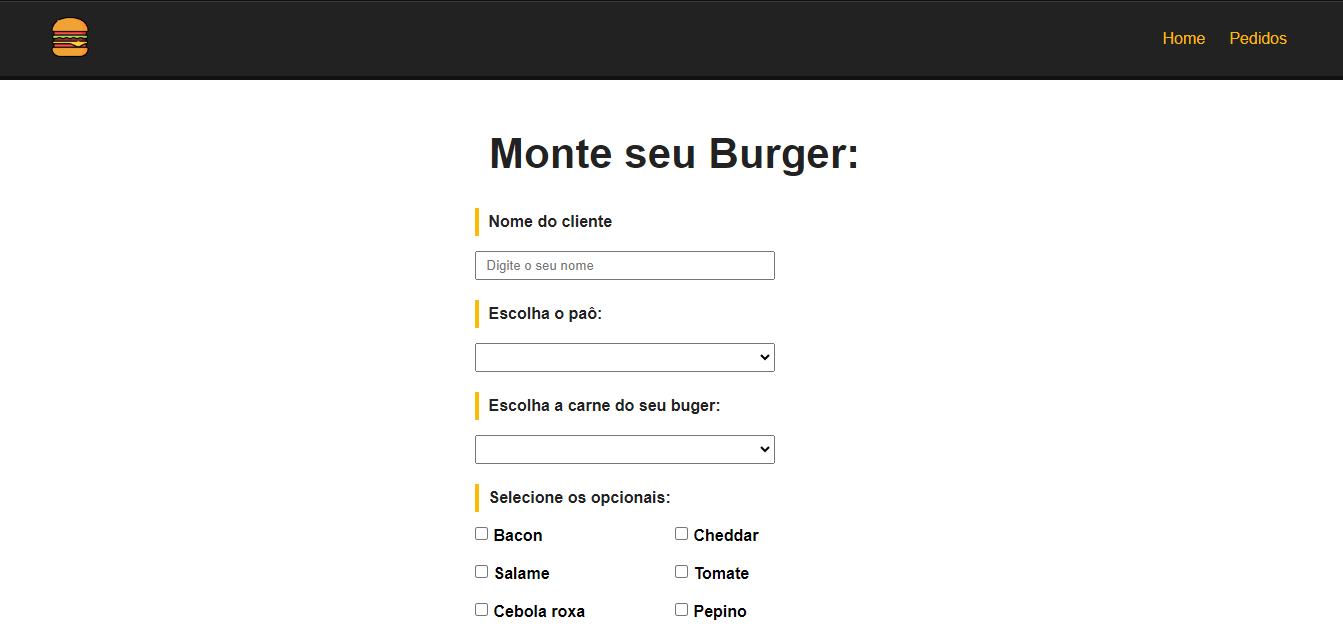 Home Pedidos
Monte seu Burger:
Nome do cliente
Digite o seu nome
Escolha o paô:
Escolha a carne do seu buger:
Selecione os opcionais:
Bacon Cheddar
Salame Tomate
Cebola roxa Pepino